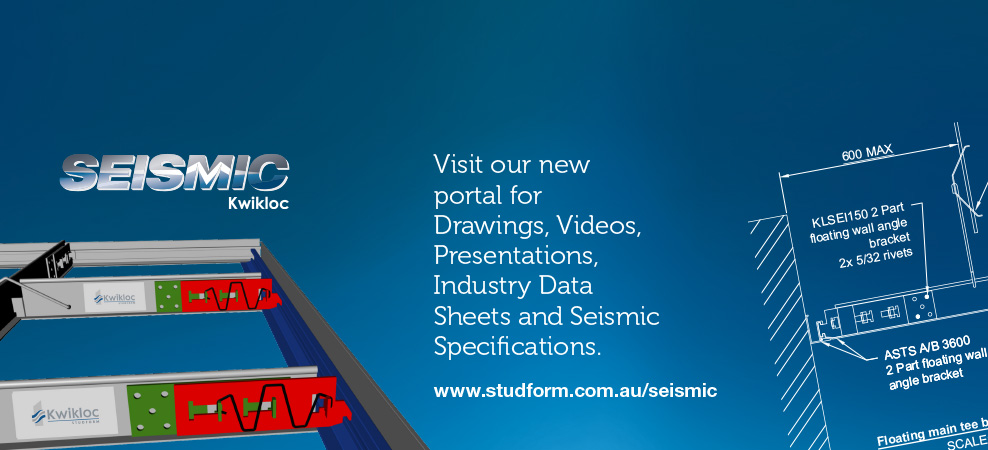 SEISMIC
Kwikloc
Visit our new
portal for
Drawings, Videos,
Presentations,
Industry Data
Sheets and Seismic
Specifications.
www.studform.com.au/seismic
Kwikloc
Kwikloc
STUDFORM
600 MAX
KLSEI150 2 Part
floating wall angle
bracket
2x 5/32 rivets
ASTS A/B 3600
2 Part floating wall
angle bracket
Floating main tee b
SCALE